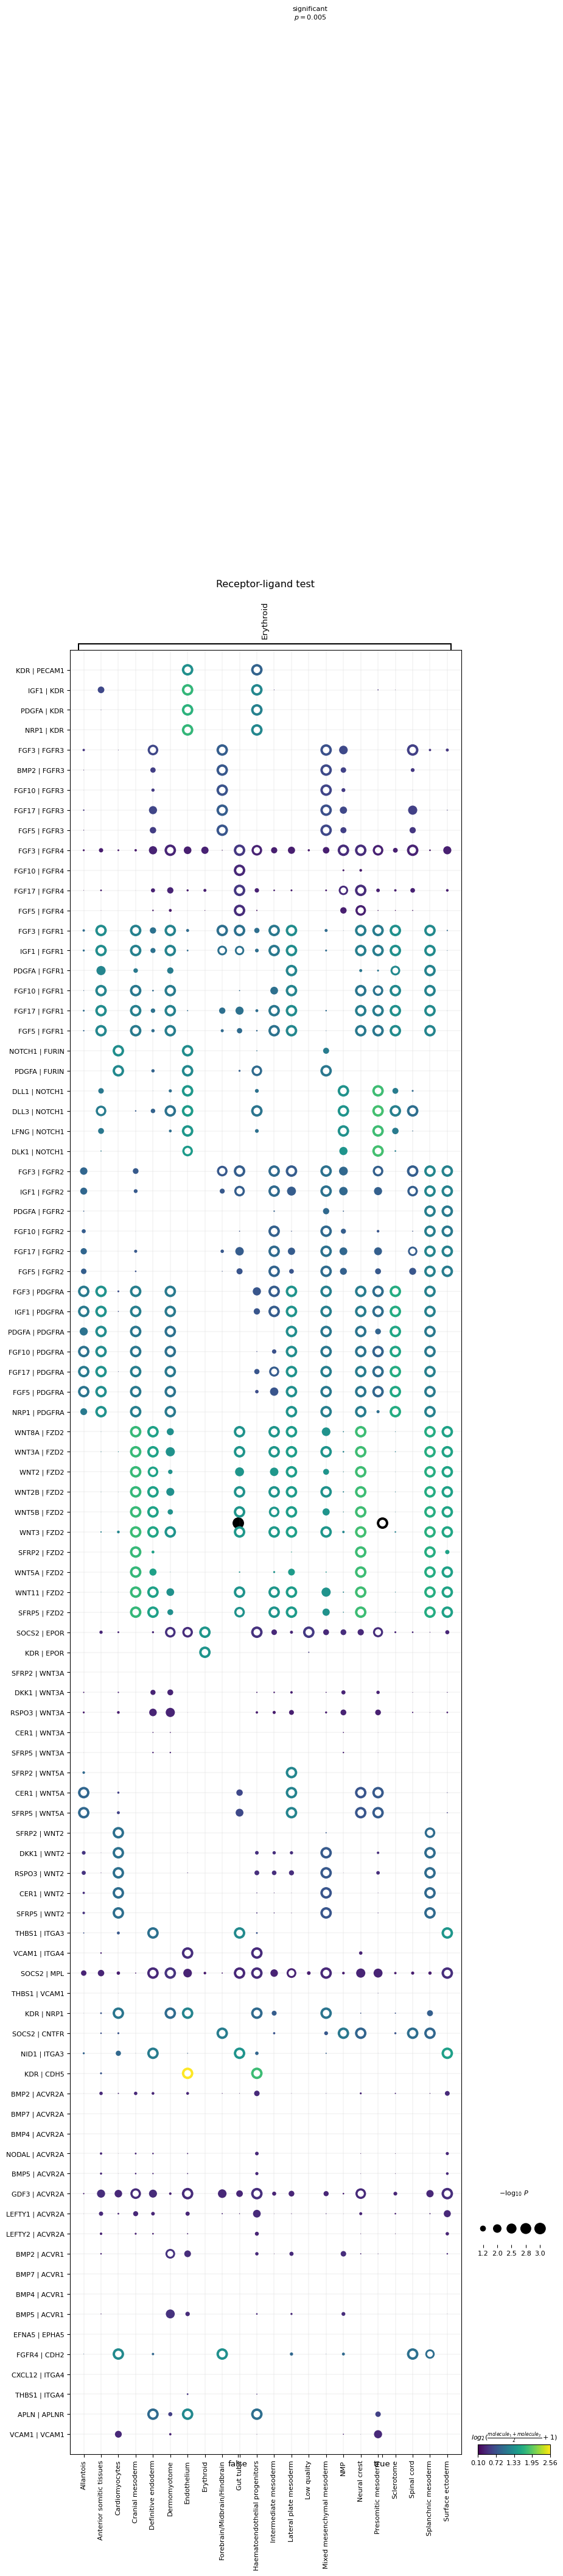 significant
p = 0.005
Receptor-ligand test
Erythroid
KDR | PECAM1
IGF1 | KDR
PDGFA | KDR
NRP1 | KDR
FGF3 | FGFR3
BMP2 | FGFR3
FGF10 | FGFR3
FGF17 | FGFR3
FGF5 | FGFR3
FGF3 | FGFR4
FGF10 | FGFR4
FGF17 | FGFR4
FGF5 | FGFR4
FGF3 | FGFR1
IGF1 | FGFR1
PDGFA | FGFR1
FGF10 | FGFR1
FGF17 | FGFR1
FGF5 | FGFR1
NOTCH1 | FURIN
PDGFA | FURIN
DLL1 | NOTCH1
DLL3 | NOTCH1
LFNG | NOTCH1
DLK1 | NOTCH1
FGF3 | FGFR2
IGF1 | FGFR2
PDGFA | FGFR2
FGF10 | FGFR2
FGF17 | FGFR2
FGF5 | FGFR2
FGF3 | PDGFRA
IGF1 | PDGFRA
PDGFA | PDGFRA
FGF10 | PDGFRA
FGF17 | PDGFRA
FGF5 | PDGFRA
NRP1 | PDGFRA
WNT8A | FZD2
WNT3A | FZD2
WNT2 | FZD2
WNT2B | FZD2
WNT5B | FZD2
WNT3 | FZD2
SFRP2 | FZD2
WNT5A | FZD2
WNT11 | FZD2
SFRP5 | FZD2
SOCS2 | EPOR
KDR | EPOR
SFRP2 | WNT3A
DKK1 | WNT3A
RSPO3 | WNT3A
CER1 | WNT3A
SFRP5 | WNT3A
SFRP2 | WNT5A
CER1 | WNT5A
SFRP5 | WNT5A
SFRP2 | WNT2
DKK1 | WNT2
RSPO3 | WNT2
CER1 | WNT2
SFRP5 | WNT2
THBS1 | ITGA3
VCAM1 | ITGA4
SOCS2 | MPL
THBS1 | VCAM1
KDR | NRP1
SOCS2 | CNTFR
NID1 | ITGA3
KDR | CDH5
BMP2 | ACVR2A
BMP7 | ACVR2A
BMP4 | ACVR2A
NODAL | ACVR2A
BMP5 | ACVR2A
GDF3 | ACVR2A
LEFTY1 | ACVR2A
LEFTY2 | ACVR2A
BMP2 | ACVR1
BMP7 | ACVR1
BMP4 | ACVR1
BMP5 | ACVR1
EFNA5 | EPHA5
FGFR4 | CDH2
CXCL12 | ITGA4
THBS1 | ITGA4
APLN | APLNR
VCAM1 | VCAM1
−log₁₀ P
1.2 2.0 2.5 2.8 3.0
log₂(molecule₁ + molecule₂ / 2 + 1)
0.10 0.72 1.33 1.95 2.56
false
true
Allantois
Anterior somitic tissues
Cardiomyocytes
Cranial mesoderm
Definitive endoderm
Dermomyotome
Endothelium
Erythroid
Forebrain/Midbrain/Hindbrain
Gut tube
Haematoendothelial progenitors
Intermediate mesoderm
Lateral plate mesoderm
Low quality
Mixed mesenchymal mesoderm
NMP
Neural crest
Presomitic mesoderm
Sclerotome
Spinal cord
Splanchnic mesoderm
Surface ectoderm